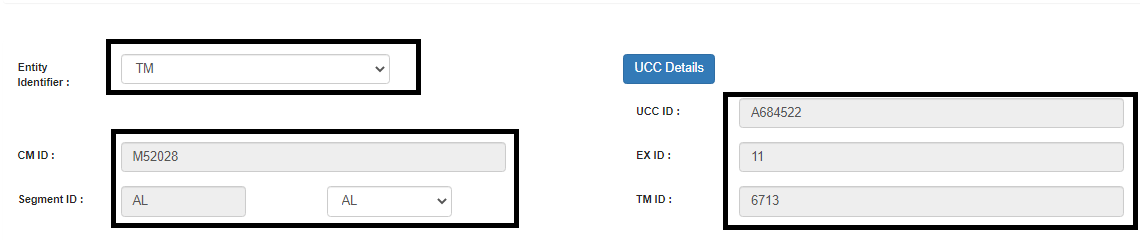 Entity
Identifier :
TM
CM ID :
M52028
Segment ID :
AL
AL
UCC Details
UCC ID :
A684522
EX ID :
11
TM ID :
6713